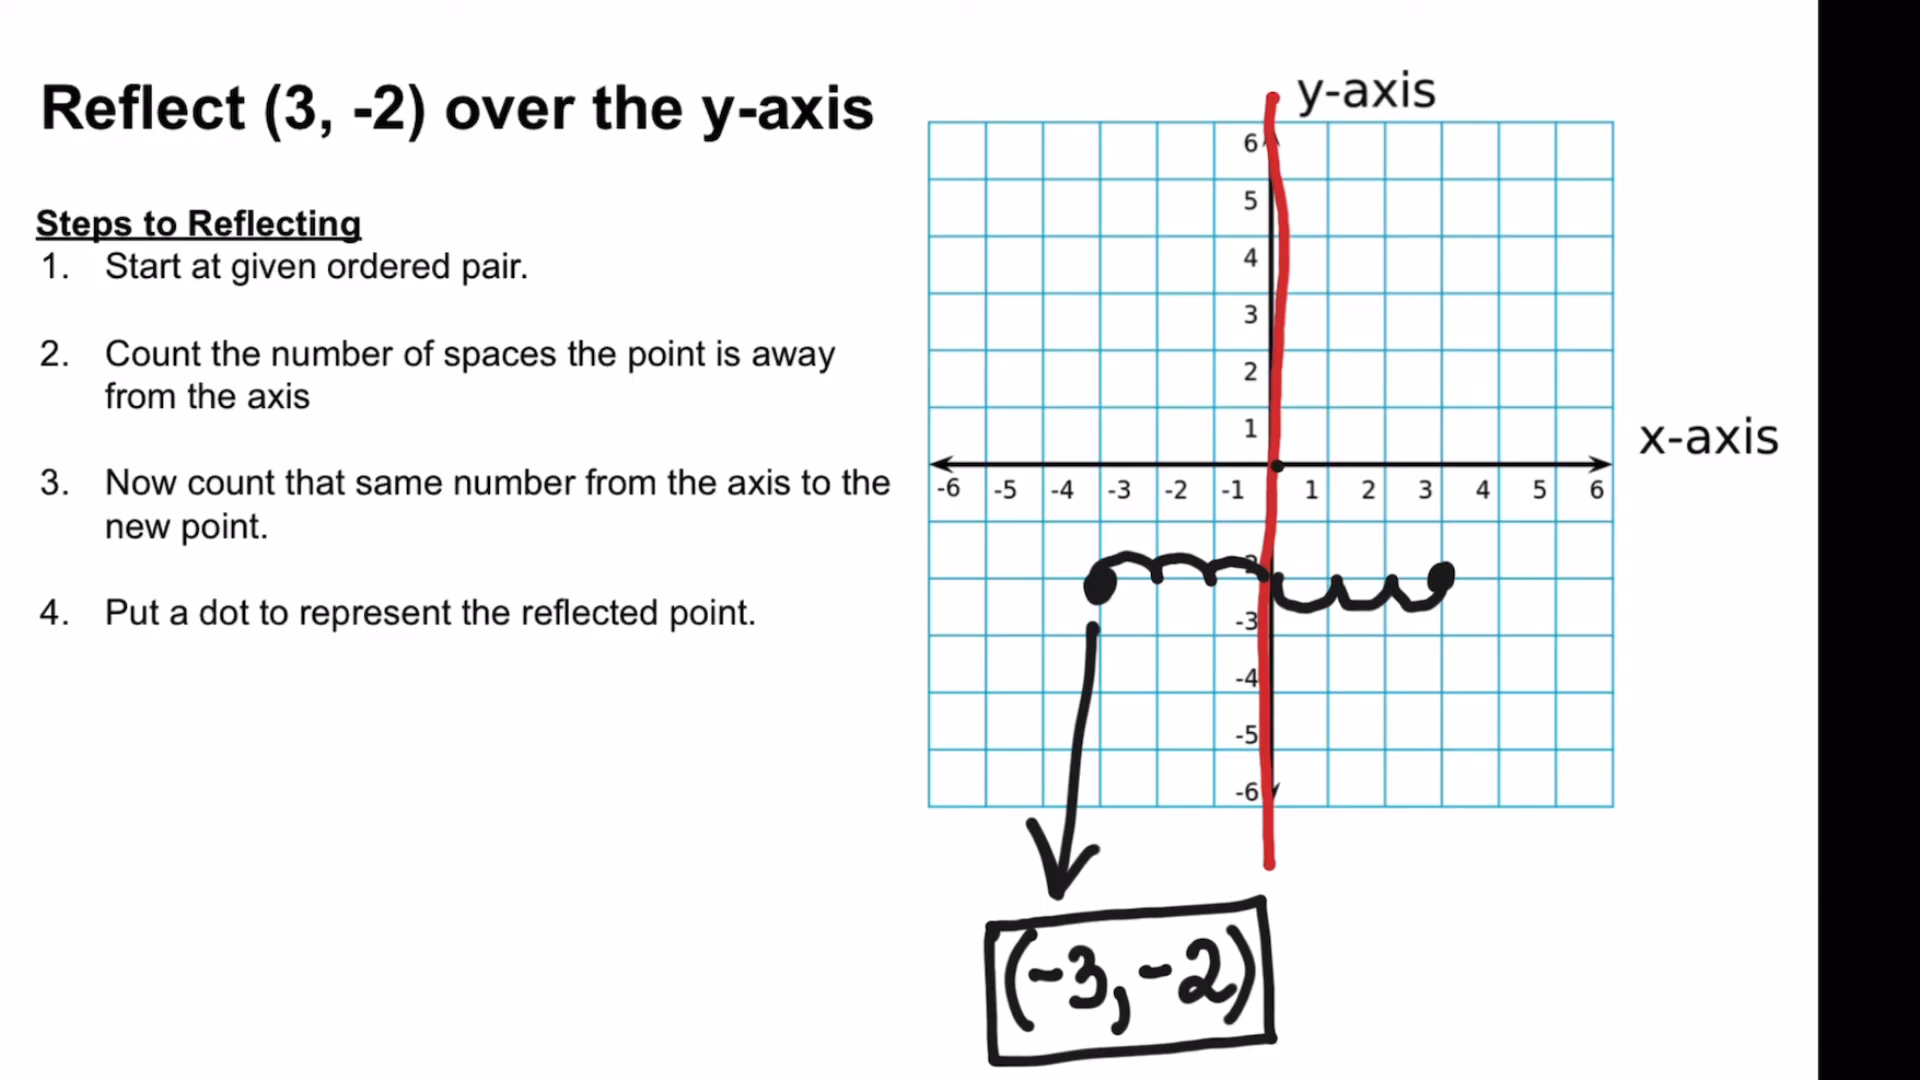 Reflect (3, -2) over the y-axis
Steps to Reflecting
1. Start at given ordered pair.
2. Count the number of spaces the point is away
from the axis
3. Now count that same number from the axis to the
new point.
4. Put a dot to represent the reflected point.
y-axis
6
5
4
3
2
1
x-axis
-6 -5 -4 -3 -2 -1 1 2 3 4 5 6
-3
-4
-5
-6
(-3, -2)